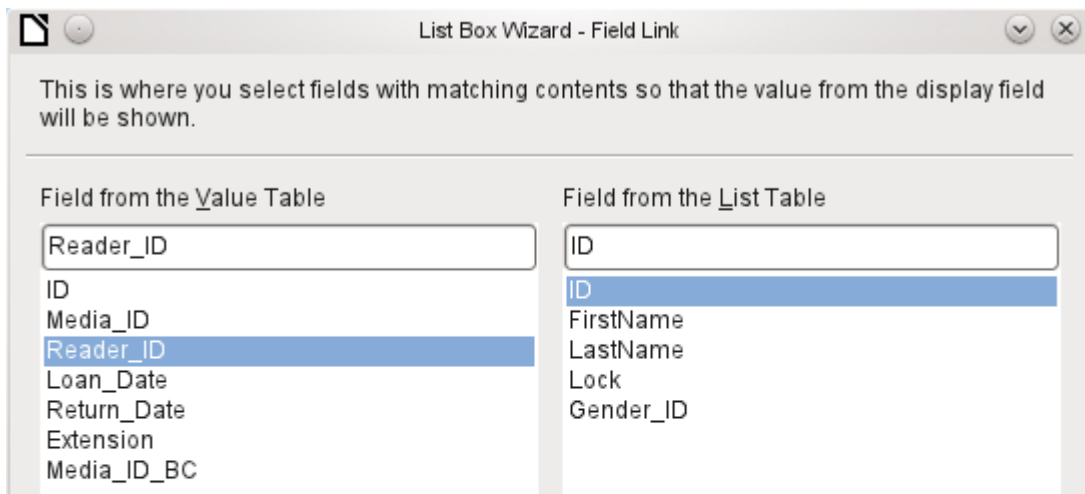 List Box Wizard - Field Link
This is where you select fields with matching contents so that the value from the display field
will be shown.
Field from the Value Table
Reader_ID
ID
Media_ID
Reader_ID
Loan_Date
Return_Date
Extension
Media_ID_BC
Field from the List Table
ID
ID
FirstName
LastName
Lock
Gender_ID